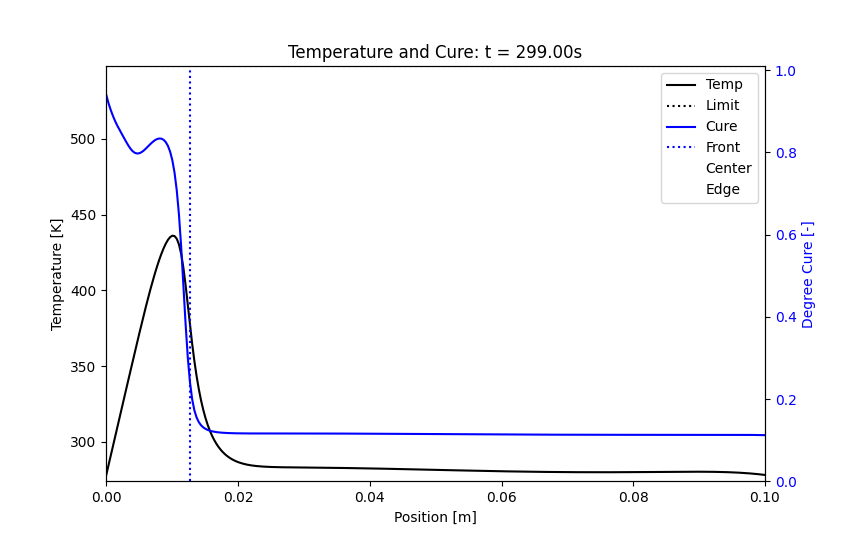 Temperature and Cure: t = 299.00s
Temp
Limit
Cure
Front
Center
Edge
Temperature [K]
500
450
400
350
300
Degree Cure [-]
1.0
0.8
0.6
0.4
0.2
0.0
0.00
0.02
0.04
0.06
0.08
0.10
Position [m]